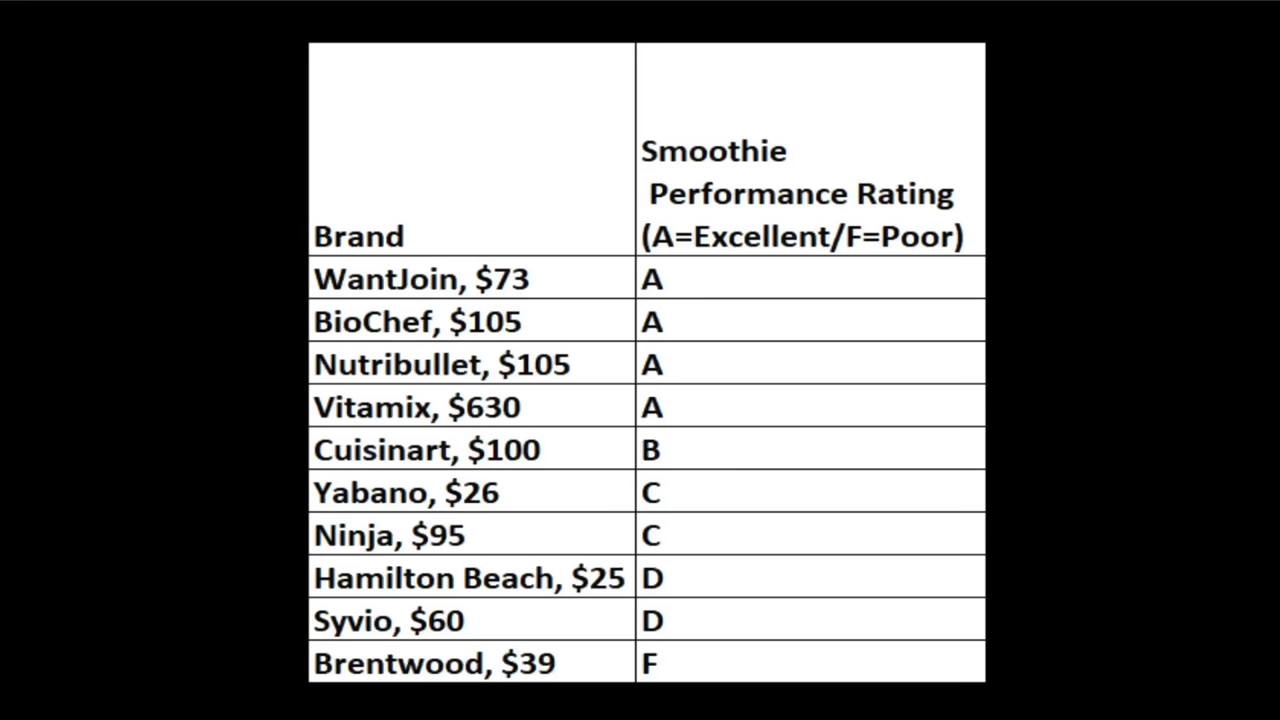 Smoothie
Performance Rating
Brand (A=Excellent/F=Poor)
WantJoin, $73 A
BioChef, $105 A
Nutribullet, $105 A
Vitamix, $630 A
Cuisinart, $100 B
Yabano, $26 C
Ninja, $95 C
Hamilton Beach, $25 D
Syvio, $60 D
Brentwood, $39 F